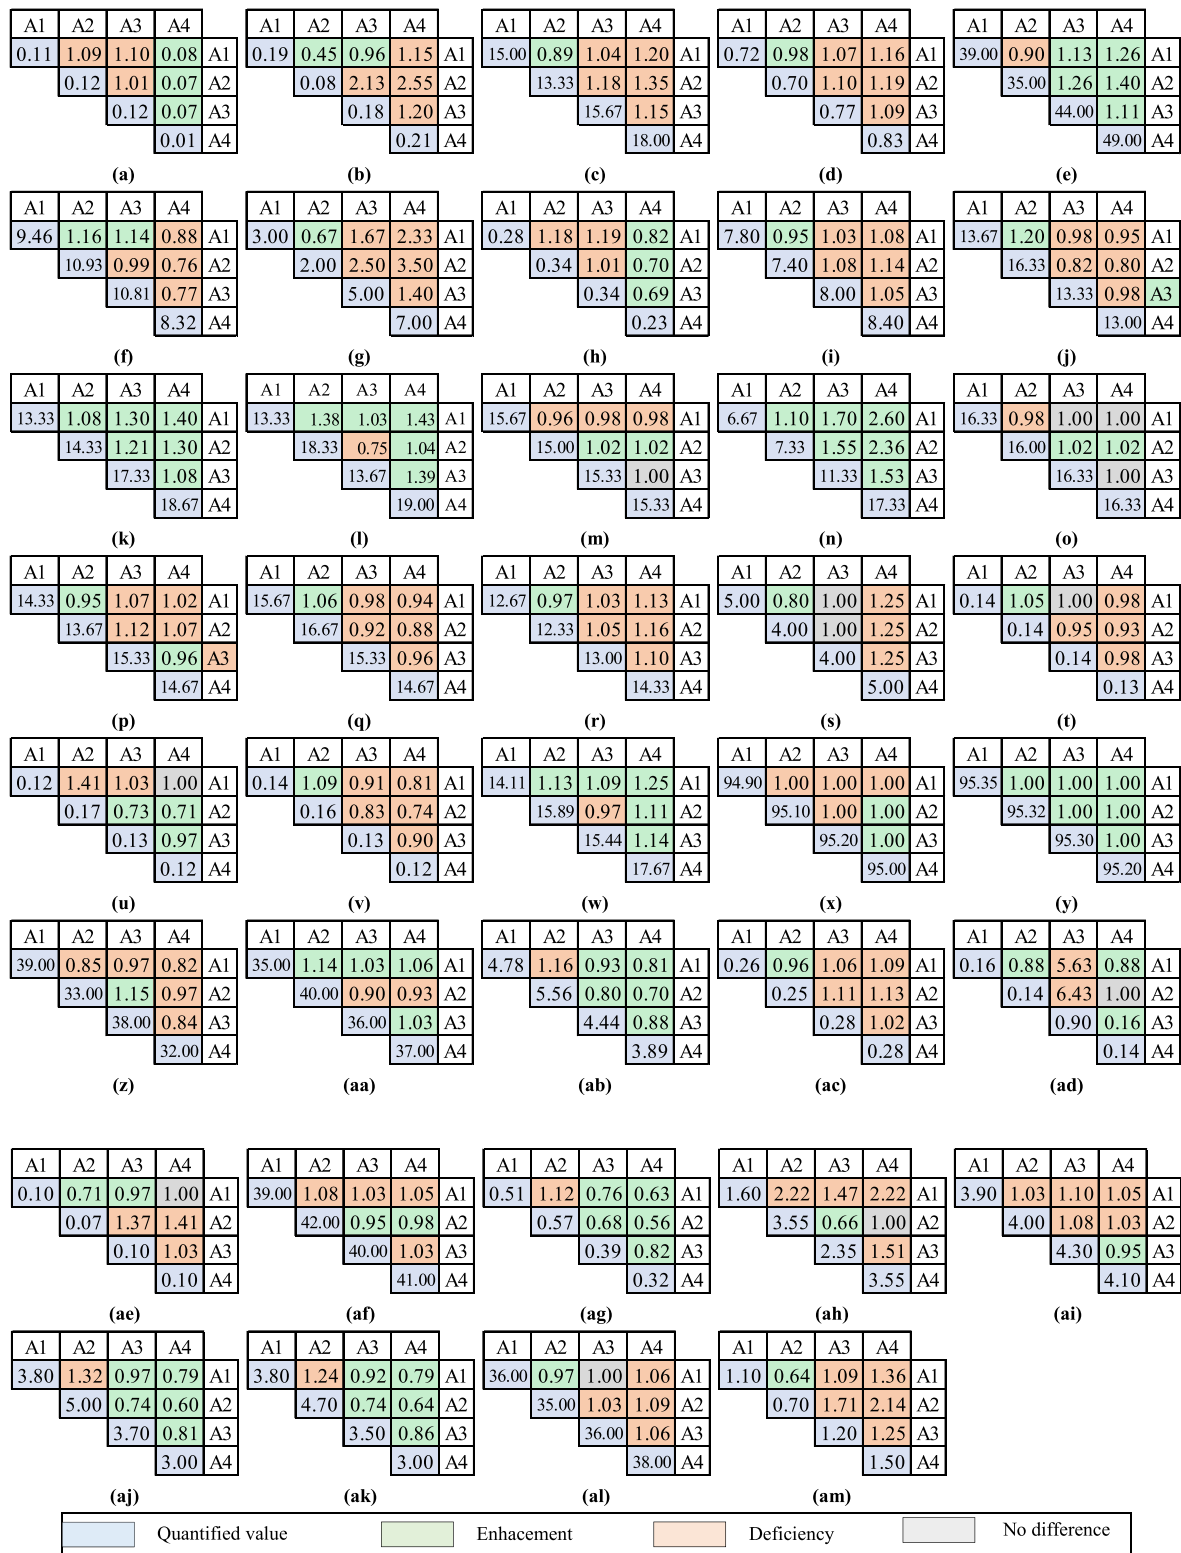 A1 A2 A3 A4 A1 A2 A3 A4 A1 A2 A3 A4 A1 A2 A3 A4 A1 A2 A3 A4
0.11 1.09 1.10 0.08 A1 0.19 0.45 0.96 1.15 A1 15.00 0.89 1.04 1.20 A1 0.72 0.98 1.07 1.16 A1 39.00 0.90 1.13 1.26 A1
0.12 1.01 0.07 A2 0.08 2.13 2.55 A2 13.33 1.18 1.35 A2 0.70 1.10 1.19 A2 35.00 1.26 1.40 A2
0.12 0.07 A3 0.18 1.20 A3 15.67 1.15 A3 0.77 1.09 A3 44.00 1.11 A3
0.01 A4 0.21 A4 18.00 A4 0.83 A4 49.00 A4
(a) (b) (c) (d) (e)
A1 A2 A3 A4 A1 A2 A3 A4 A1 A2 A3 A4 A1 A2 A3 A4 A1 A2 A3 A4
9.46 1.16 1.14 0.88 A1 3.00 0.67 1.67 2.33 A1 0.28 1.18 1.19 0.82 A1 7.80 0.95 1.03 1.08 A1 13.67 1.20 0.98 0.95 A1
10.93 0.99 0.76 A2 2.00 2.50 3.50 A2 0.34 1.01 0.70 A2 7.40 1.08 1.14 A2 16.33 0.82 0.80 A2
10.81 0.77 A3 5.00 1.40 A3 0.34 0.69 A3 8.00 1.05 A3 13.33 0.98 A3
8.32 A4 7.00 A4 0.23 A4 8.40 A4 13.00 A4
(f) (g) (h) (i) (j)
A1 A2 A3 A4 A1 A2 A3 A4 A1 A2 A3 A4 A1 A2 A3 A4 A1 A2 A3 A4
13.33 1.08 1.30 1.40 A1 13.33 1.38 1.03 1.43 A1 15.67 0.96 0.98 0.98 A1 6.67 1.10 1.70 2.60 A1 16.33 0.98 1.00 1.00 A1
14.33 1.21 1.30 A2 18.33 0.75 1.04 A2 15.00 1.02 1.02 A2 7.33 1.55 2.36 A2 16.00 1.02 1.02 A2
17.33 1.08 A3 13.67 1.39 A3 15.33 1.00 A3 11.33 1.53 A3 16.33 1.00 A3
18.67 A4 19.00 A4 15.33 A4 17.33 A4 16.33 A4
(k) (l) (m) (n) (o)
A1 A2 A3 A4 A1 A2 A3 A4 A1 A2 A3 A4 A1 A2 A3 A4 A1 A2 A3 A4
14.33 0.95 1.07 1.02 A1 15.67 1.06 0.98 0.94 A1 12.67 0.97 1.03 1.13 A1 5.00 0.80 1.00 1.25 A1 0.14 1.05 1.00 0.98 A1
13.67 1.12 1.07 A2 16.67 0.92 0.88 A2 12.33 1.05 1.16 A2 4.00 1.00 1.25 A2 0.14 0.95 0.93 A2
15.33 0.96 A3 15.33 0.96 A3 13.00 1.10 A3 4.00 1.25 A3 0.14 0.98 A3
14.67 A4 14.67 A4 14.33 A4 5.00 A4 0.13 A4
(p) (q) (r) (s) (t)
A1 A2 A3 A4 A1 A2 A3 A4 A1 A2 A3 A4 A1 A2 A3 A4 A1 A2 A3 A4
0.12 1.41 1.03 1.00 A1 0.14 1.09 0.91 0.81 A1 14.11 1.13 1.09 1.25 A1 94.90 1.00 1.00 1.00 A1 95.35 1.00 1.00 1.00 A1
0.17 0.73 0.71 A2 0.16 0.83 0.74 A2 15.89 0.97 1.11 A2 95.10 1.00 1.00 A2 95.32 1.00 1.00 A2
0.13 0.97 A3 0.13 0.90 A3 15.44 1.14 A3 95.20 1.00 A3 95.30 1.00 A3
0.12 A4 0.12 A4 17.67 A4 95.00 A4 95.20 A4
(u) (v) (w) (x) (y)
A1 A2 A3 A4 A1 A2 A3 A4 A1 A2 A3 A4 A1 A2 A3 A4 A1 A2 A3 A4
39.00 0.85 0.97 0.82 A1 35.00 1.14 1.03 1.06 A1 4.78 1.16 0.93 0.81 A1 0.26 0.96 1.06 1.09 A1 0.16 0.88 5.63 0.88 A1
33.00 1.15 0.97 A2 40.00 0.90 0.93 A2 5.56 0.80 0.70 A2 0.25 1.11 1.13 A2 0.14 6.43 1.00 A2
38.00 0.84 A3 36.00 1.03 A3 4.44 0.88 A3 0.28 1.02 A3 0.90 0.16 A3
32.00 A4 37.00 A4 3.89 A4 0.28 A4 0.14 A4
(z) (aa) (ab) (ac) (ad)
A1 A2 A3 A4 A1 A2 A3 A4 A1 A2 A3 A4 A1 A2 A3 A4 A1 A2 A3 A4
0.10 0.71 0.97 1.00 A1 39.00 1.08 1.03 1.05 A1 0.51 1.12 0.76 0.63 A1 1.60 2.22 1.47 2.22 A1 3.90 1.03 1.10 1.05 A1
0.07 1.37 1.41 A2 42.00 0.95 0.98 A2 0.57 0.68 0.56 A2 3.55 0.66 1.00 A2 4.00 1.08 1.03 A2
0.10 1.03 A3 40.00 1.03 A3 0.39 0.82 A3 2.35 1.51 A3 4.30 0.95 A3
0.10 A4 41.00 A4 0.32 A4 3.55 A4 4.10 A4
(ae) (af) (ag) (ah) (ai)
A1 A2 A3 A4 A1 A2 A3 A4 A1 A2 A3 A4 A1 A2 A3 A4
3.80 1.32 0.97 0.79 A1 3.80 1.24 0.92 0.79 A1 36.00 0.97 1.00 1.06 A1 1.10 0.64 1.09 1.36 A1
5.00 0.74 0.60 A2 4.70 0.74 0.64 A2 35.00 1.03 1.09 A2 0.70 1.71 2.14 A2
3.70 0.81 A3 3.50 0.86 A3 36.00 1.06 A3 1.20 1.25 A3
3.00 A4 3.00 A4 38.00 A4 1.50 A4
(aj) (ak) (al) (am)
Quantified value Enhacement Deficiency No difference